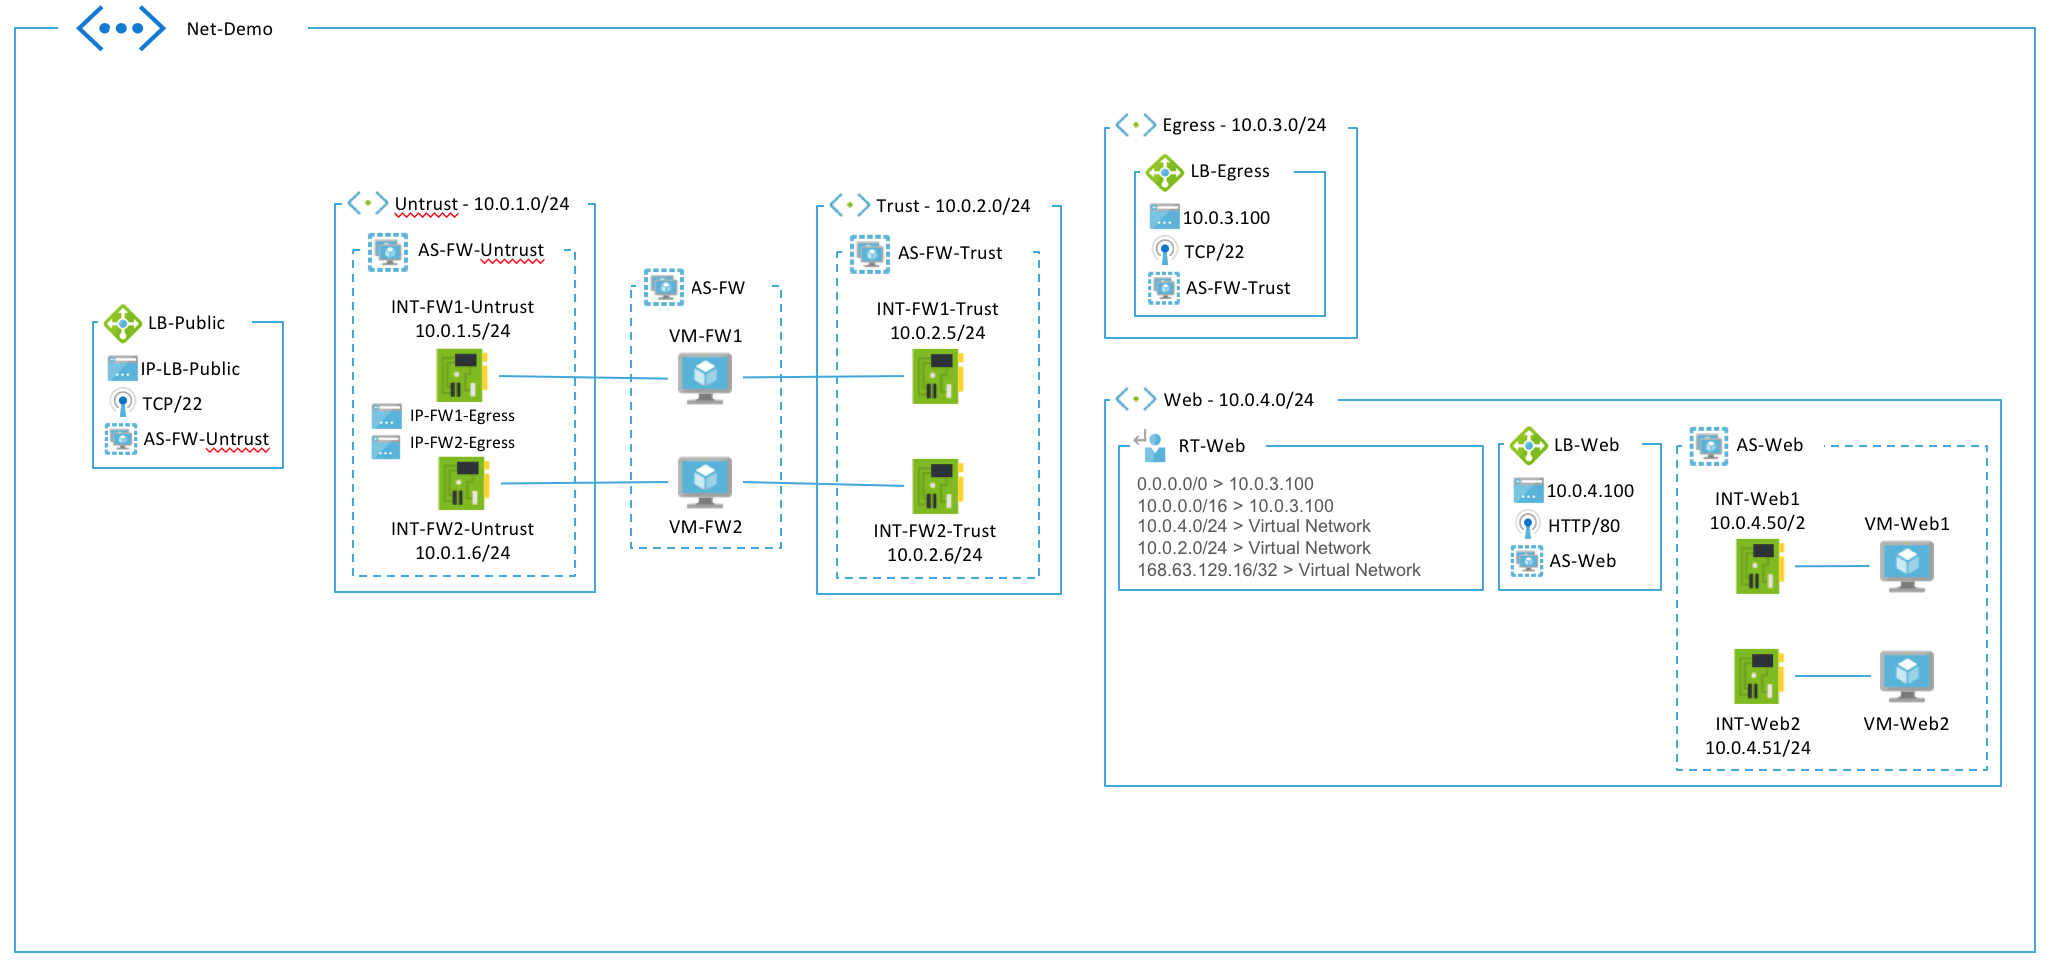 Net-Demo
LB-Public
IP-LB-Public
TCP/22
AS-FW-Untrust
Untrust - 10.0.1.0/24
AS-FW-Untrust
INT-FW1-Untrust
10.0.1.5/24
IP-FW1-Egress
IP-FW2-Egress
INT-FW2-Untrust
10.0.1.6/24
AS-FW
VM-FW1
VM-FW2
Trust - 10.0.2.0/24
AS-FW-Trust
INT-FW1-Trust
10.0.2.5/24
INT-FW2-Trust
10.0.2.6/24
Egress - 10.0.3.0/24
LB-Egress
10.0.3.100
TCP/22
AS-FW-Trust
Web - 10.0.4.0/24
RT-Web
0.0.0.0/0 > 10.0.3.100
10.0.0.0/16 > 10.0.3.100
10.0.4.0/24 > Virtual Network
10.0.2.0/24 > Virtual Network
168.63.129.16/32 > Virtual Network
LB-Web
10.0.4.100
HTTP/80
AS-Web
AS-Web
INT-Web1
10.0.4.50/2
VM-Web1
INT-Web2
10.0.4.51/24
VM-Web2